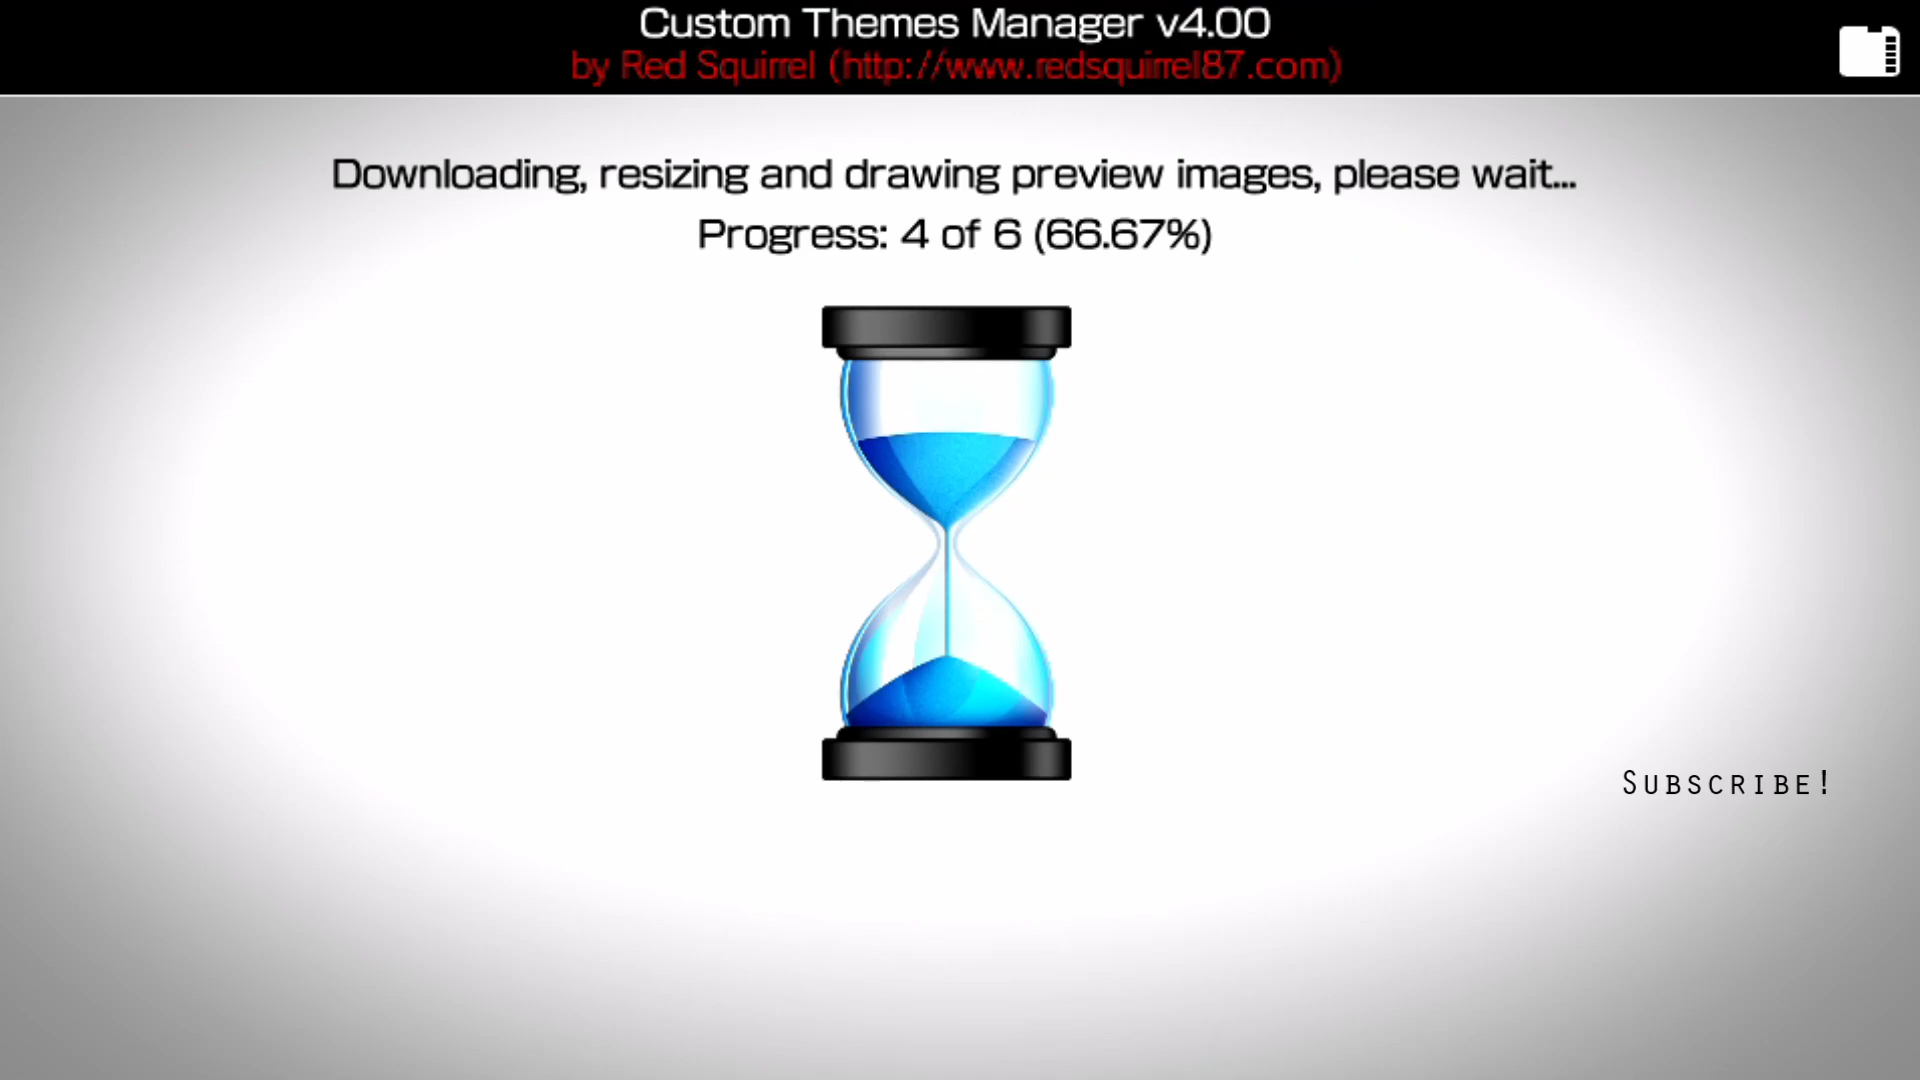 Custom Themes Manager v4.00
by Red Squirrel (http://www.redsquirrel87.com)
Downloading, resizing and drawing preview images, please wait...
Progress: 4 of 6 (66.67%)
SUBSCRIBE!